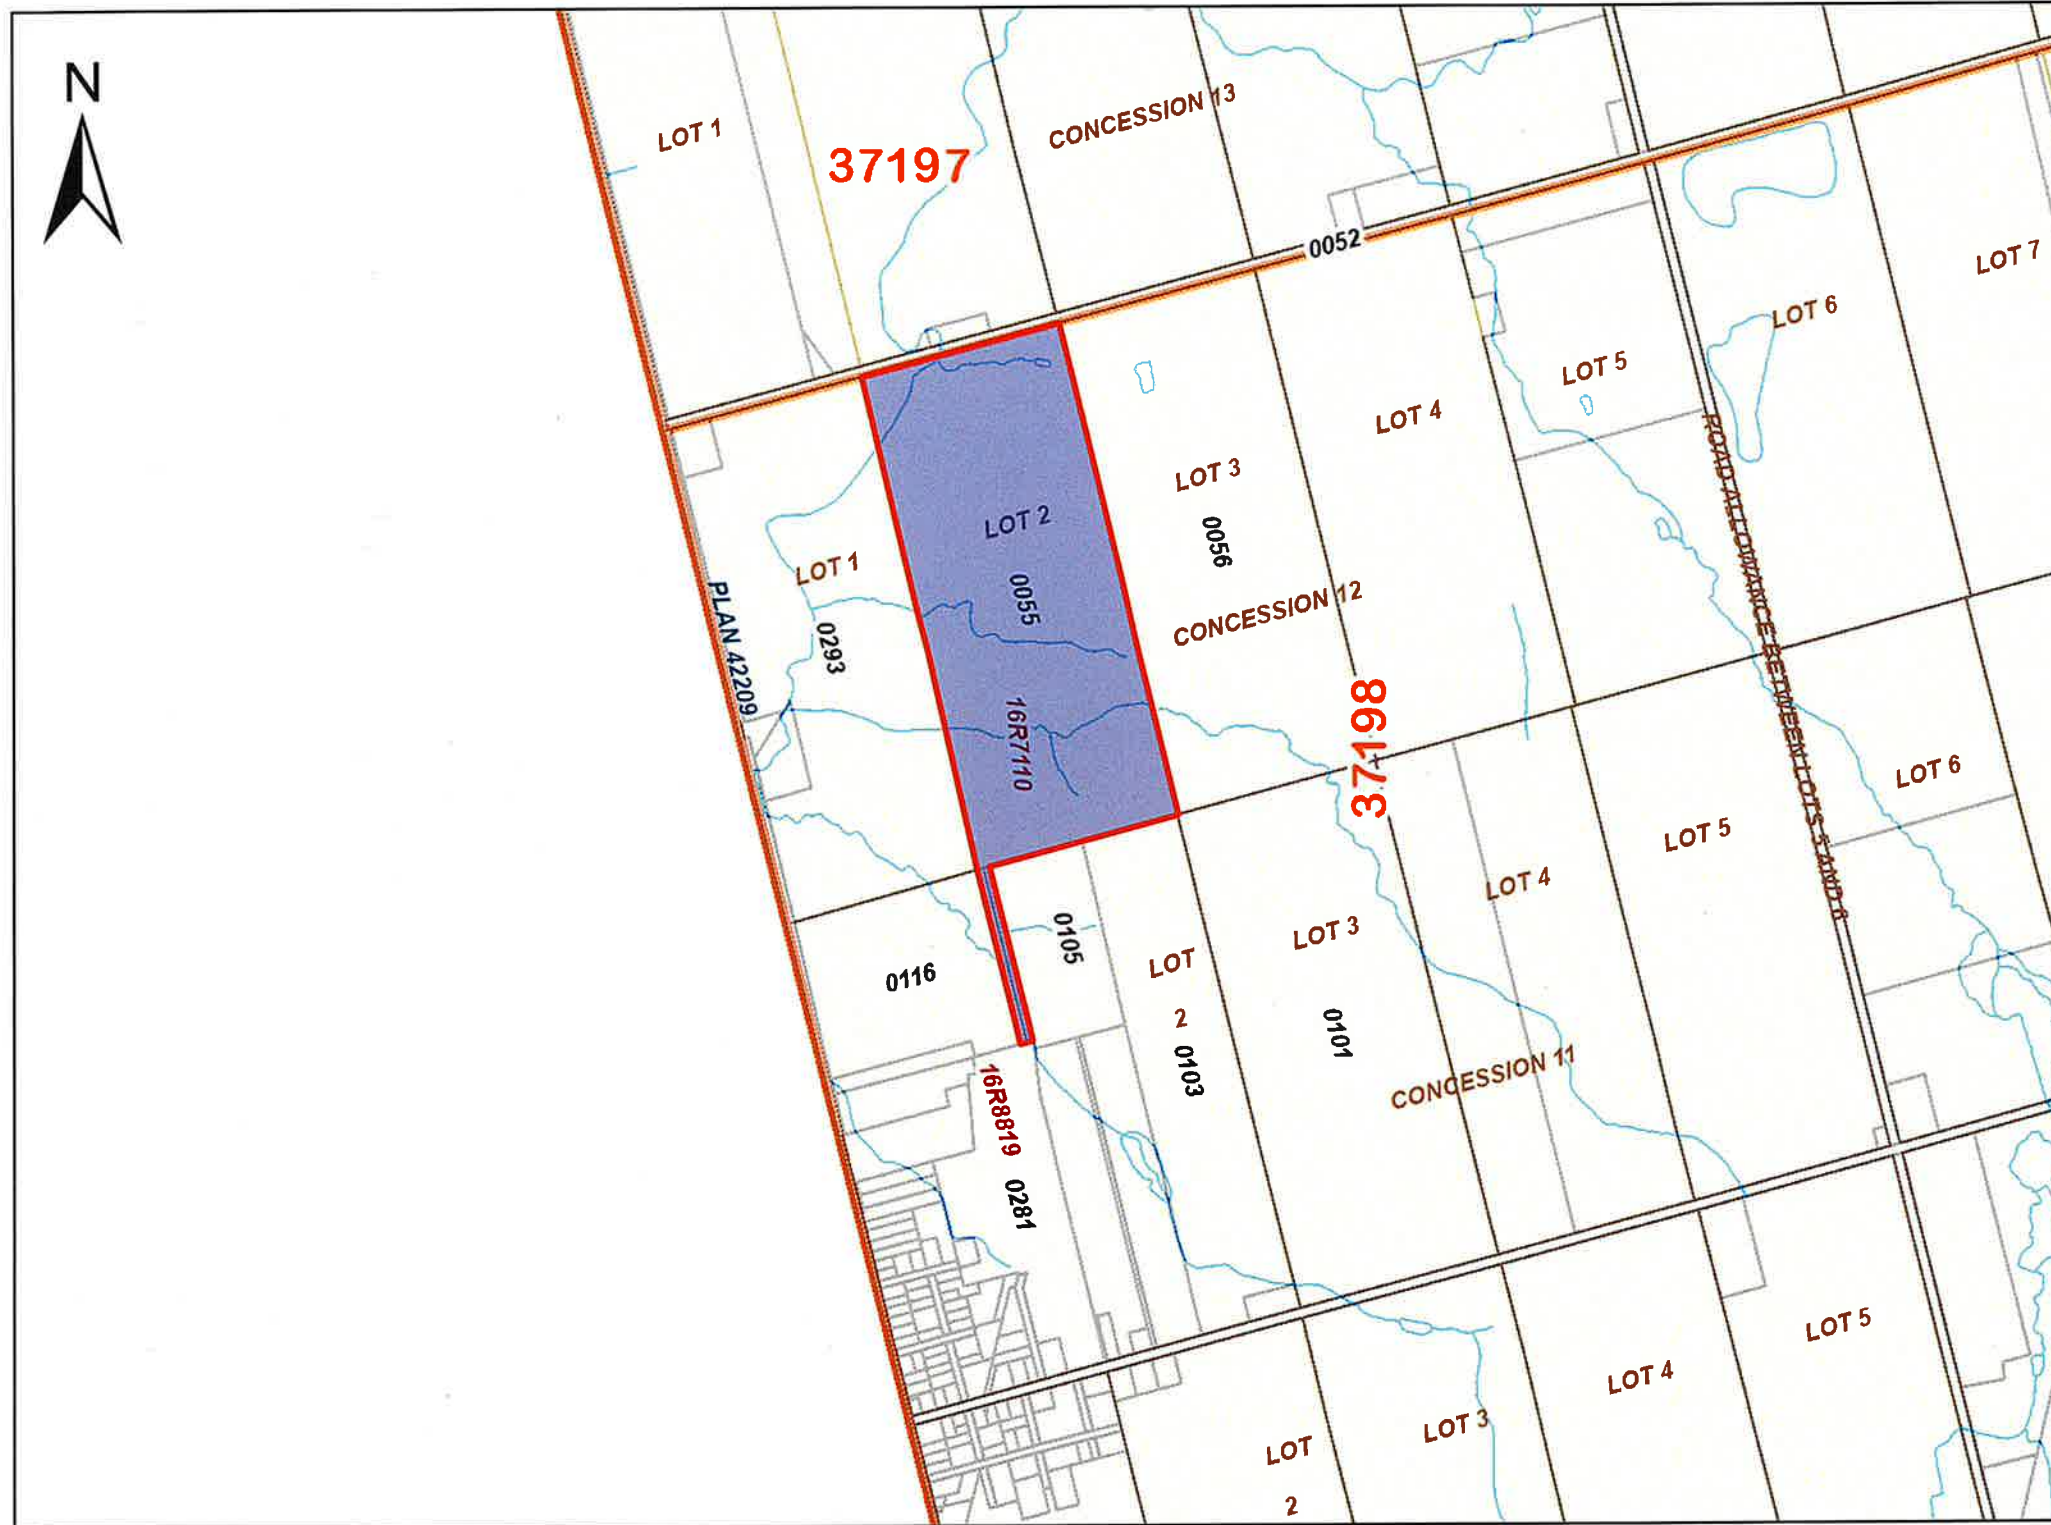 N
LOT 1
37197
CONCESSION 13
0052
LOT 7
LOT 6
LOT 5
LOT 4
LOT 3
0056
LOT 2
0055
16R7110
LOT 1
0293
PLAN 42209
CONCESSION 12
37198
ROAD ALLOWANCE BETWEEN LOTS 5 AND 6
LOT 6
LOT 5
LOT 4
LOT 3
0101
LOT
2
0103
0105
0116
CONCESSION 11
16R8819
0281
LOT 5
LOT 4
LOT 3
LOT
2